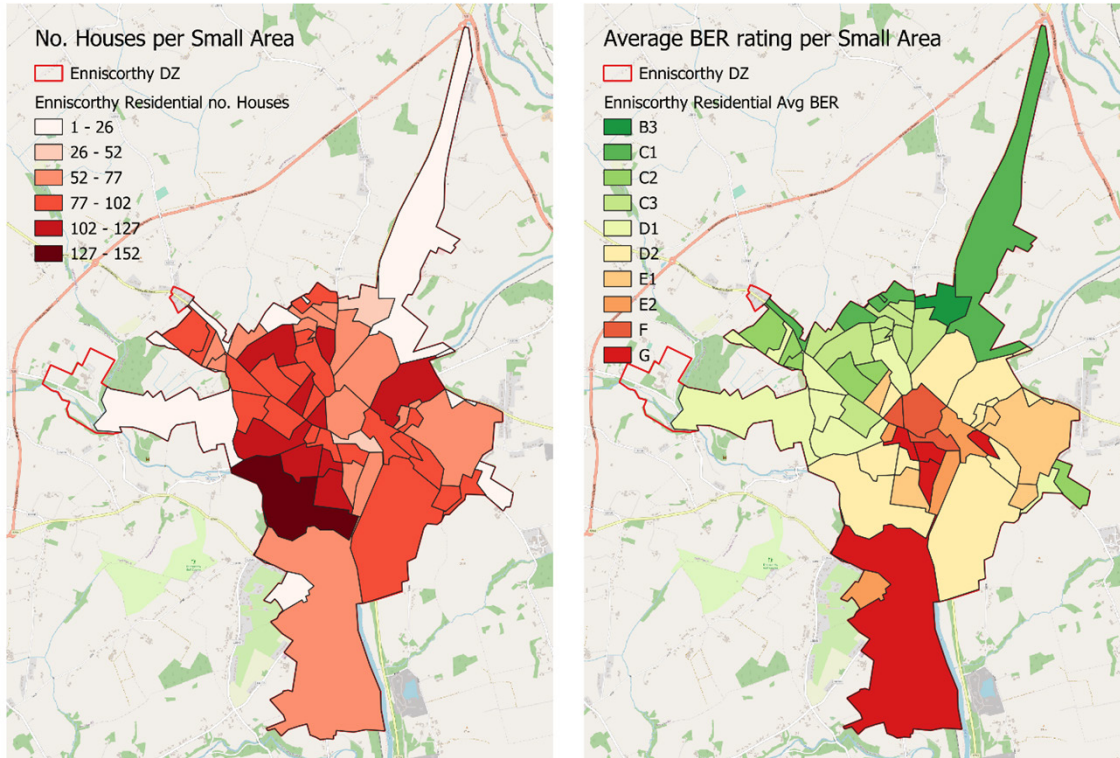 No. Houses per Small Area
Enniscorthy DZ
Enniscorthy Residential no. Houses
1 - 26
26 - 52
52 - 77
77 - 102
102 - 127
127 - 152
Average BER rating per Small Area
Enniscorthy DZ
Enniscorthy Residential Avg BER
B3
C1
C2
C3
D1
D2
E1
E2
F
G